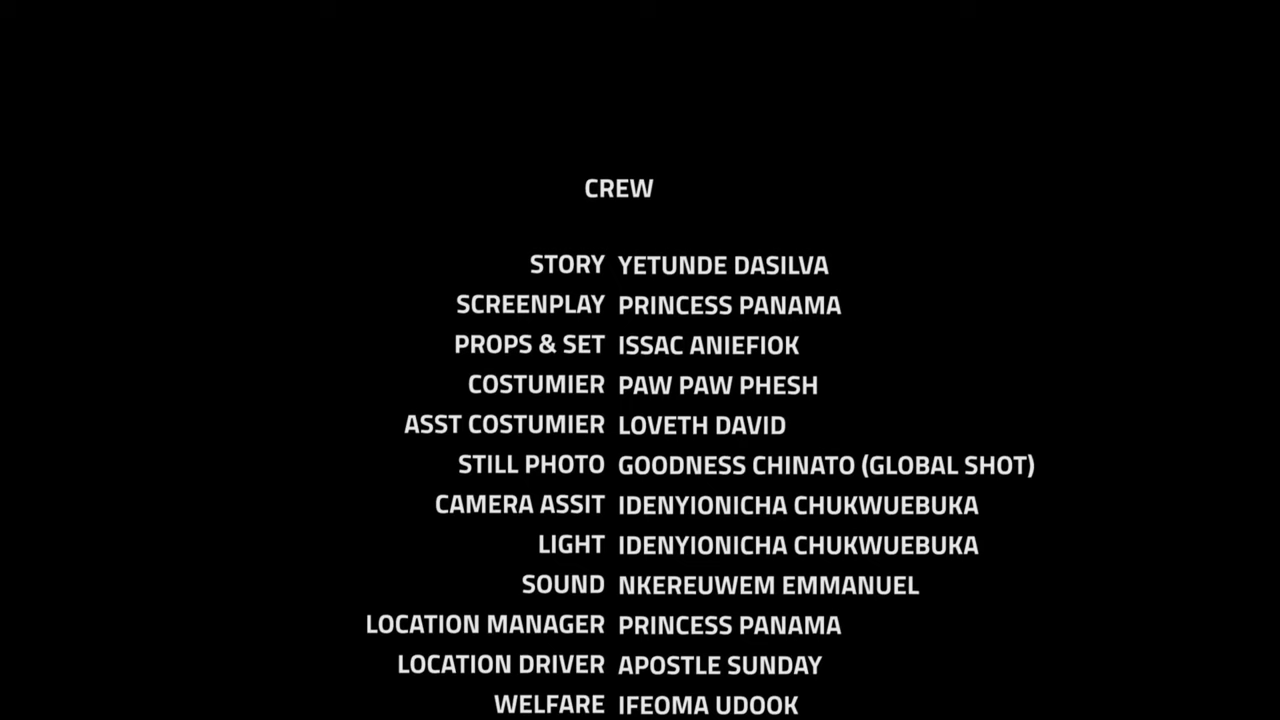 CREW
STORY YETUNDE DASILVA
SCREENPLAY PRINCESS PANAMA
PROPS & SET ISSAC ANIEFIOK
COSTUMIER PAW PAW PHESH
ASST COSTUMIER LOVETH DAVID
STILL PHOTO GOODNESS CHINATO (GLOBAL SHOT)
CAMERA ASSIT IDENYIONICHA CHUKWUEBUKA
LIGHT IDENYIONICHA CHUKWUEBUKA
SOUND NKEREUWEM EMMANUEL
LOCATION MANAGER PRINCESS PANAMA
LOCATION DRIVER APOSTLE SUNDAY
WELFARE IFEOMA UDOOK